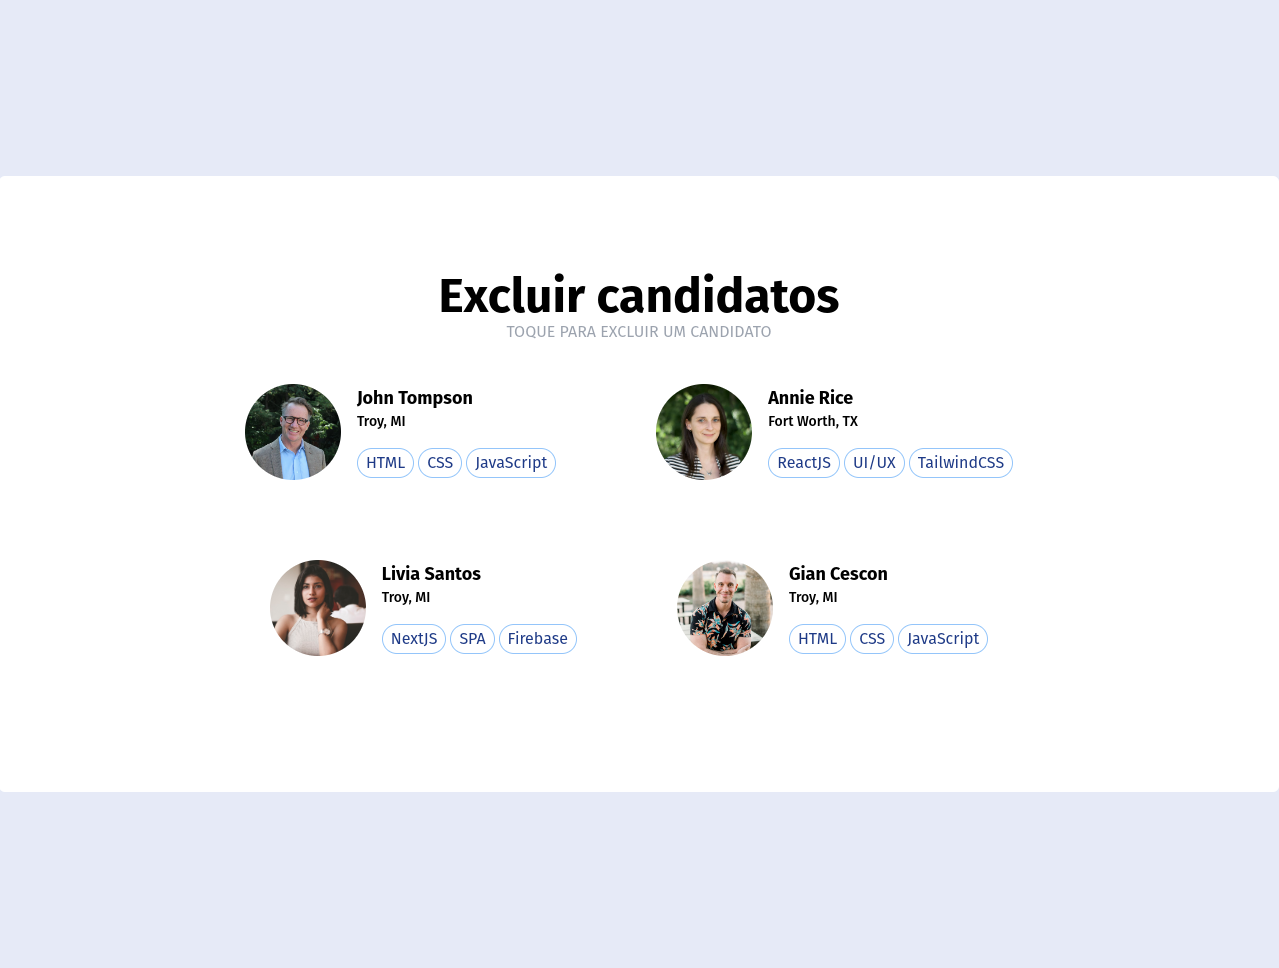 Excluir candidatos
TOQUE PARA EXCLUIR UM CANDIDATO
John Tompson
Troy, MI
HTML CSS JavaScript
Annie Rice
Fort Worth, TX
ReactJS UI/UX TailwindCSS
Livia Santos
Troy, MI
NextJS SPA Firebase
Gian Cescon
Troy, MI
HTML CSS JavaScript